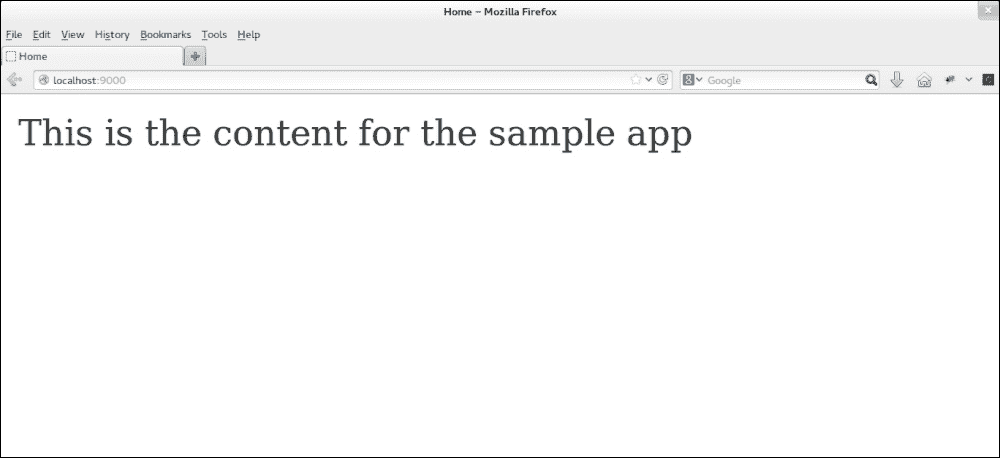 Home - Mozilla Firefox
File Edit View History Bookmarks Tools Help
Home
localhost:9000
Google
This is the content for the sample app